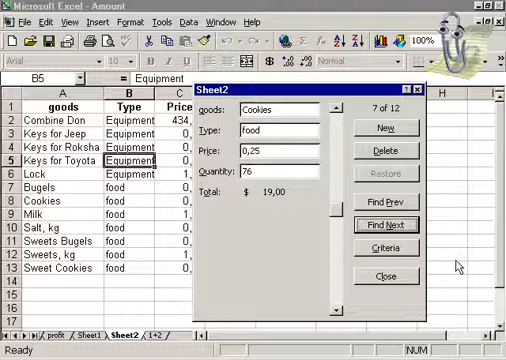 Microsoft Excel - Amount
File Edit View Insert Format Tools Data Window Help
100%
Arial 10 B I U Normal
B5 = Equipment
A B C H
1 goods Type Price
2 Combine Don Equipment 434,
3 Keys for Jeep Equipment 0,
4 Keys for Roksha Equipment 0,
5 Keys for Toyota Equipment 0,
6 Lock Equipment 1,
7 Bugels food 0,
8 Cookies food 0,
9 Milk food 1,
10 Salt, kg food 0,
11 Sweets Bugels food 0,
12 Sweets, kg food 1,
13 Sweet Cookies food 0,
14
15
16
17
Sheet2
goods: Cookies
Type: food
Price: 0,25
Quantity: 76
Total: $ 19,00
7 of 12
New
Delete
Restore
Find Prev
Find Next
Criteria
Close
profit Sheet1 Sheet2 1+2
Ready NUM